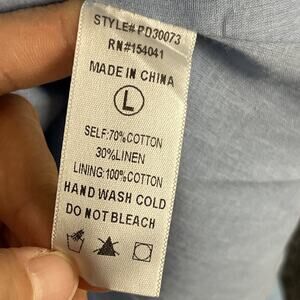 STYLE# PD30073
RN#154041
MADE IN CHINA
L
SELF:70%COTTON
30%LINEN
LINING:100%COTTON
HAND WASH COLD
DO NOT BLEACH